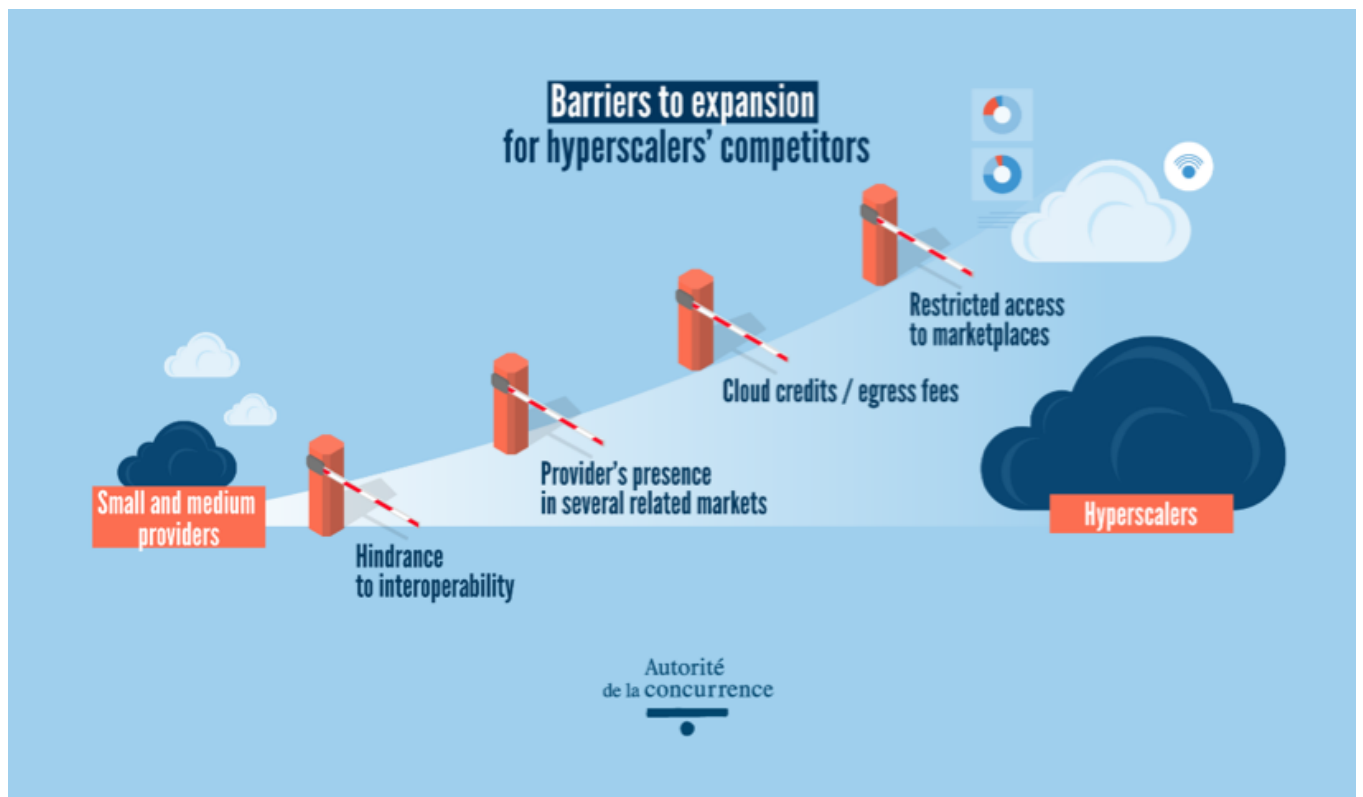 Barriers to expansion
for hyperscalers' competitors
Restricted access
to marketplaces
Cloud credits / egress fees
Provider's presence
in several related markets
Small and medium
providers
Hyperscalers
Hindrance
to interoperability
Autorité
de la concurrence